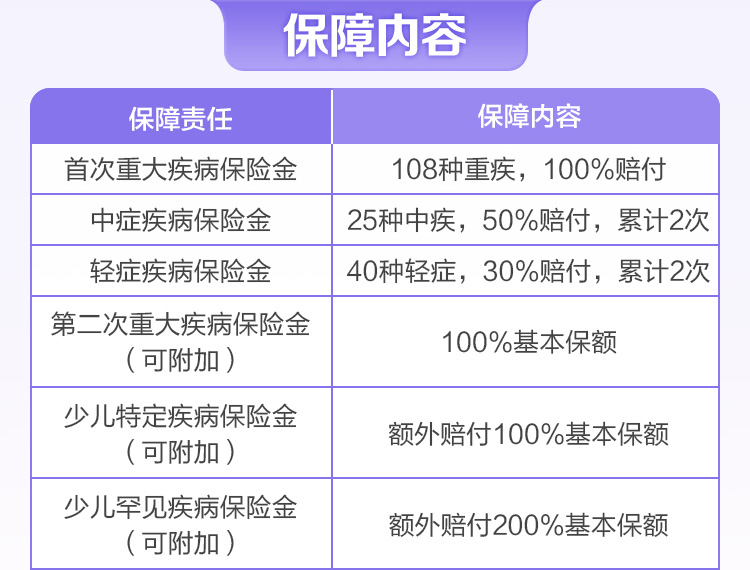 保障内容
保障责任
保障内容
首次重大疾病保险金
108种重疾，100%赔付
中症疾病保险金
25种中疾，50%赔付，累计2次
轻症疾病保险金
40种轻症，30%赔付，累计2次
第二次重大疾病保险金
（可附加）
100%基本保额
少儿特定疾病保险金
（可附加）
额外赔付100%基本保额
少儿罕见疾病保险金
（可附加）
额外赔付200%基本保额